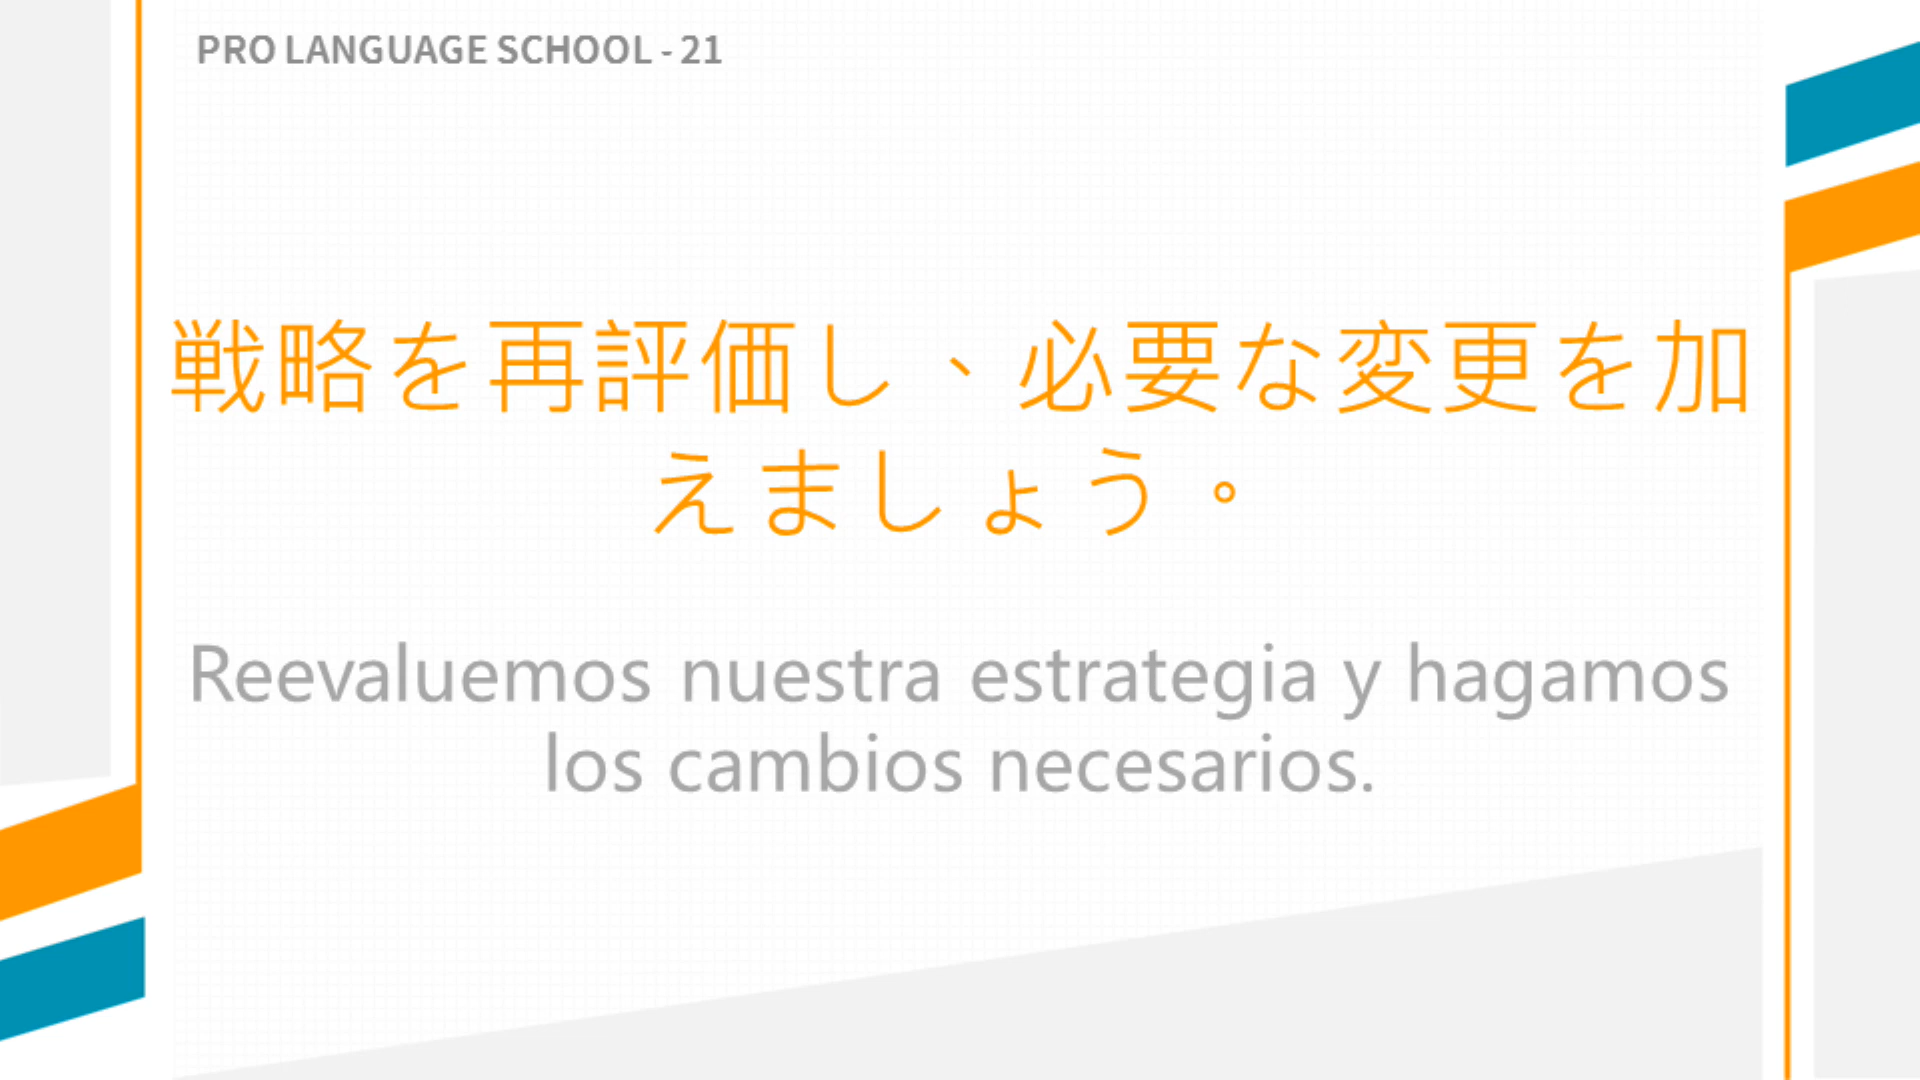 PRO LANGUAGE SCHOOL - 21
戦略を再評価し、必要な変更を加
えましょう。
Reevaluemos nuestra estrategia y hagamos
los cambios necesarios.